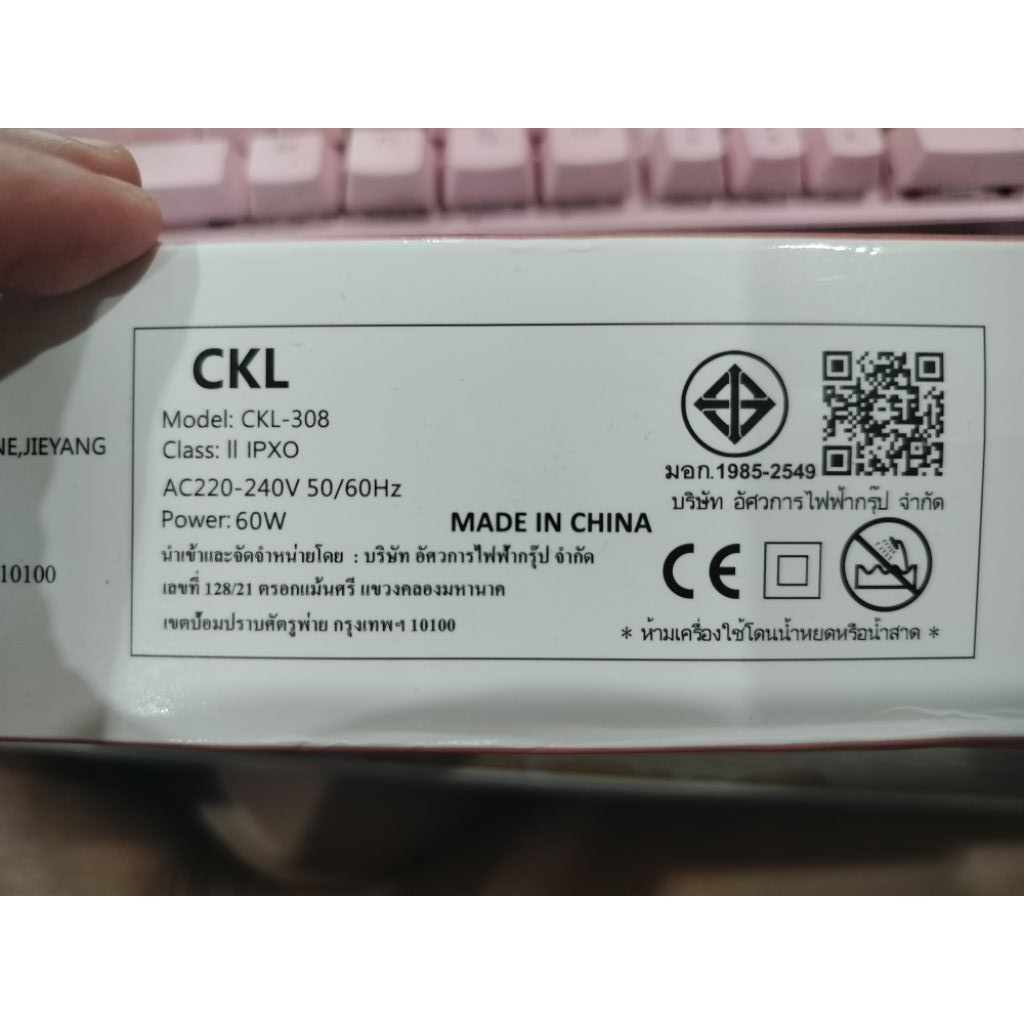 CKL
Model: CKL-308
Class: ll IPXO
AC220-240V 50/60Hz
Power: 60W
MADE IN CHINA
นำเข้าและจัดจำหน่ายโดย : บริษัท อัศวการไฟฟ้ากรุ๊ป จำกัด
เลขที่ 128/21 ตรอกแม้นศรี แขวงคลองมหานาค
เขตป้อมปราบศัตรูพ่าย กรุงเทพฯ 10100
มอก.1985-2549
บริษัท อัศวการไฟฟ้ากรุ๊ป จำกัด
CE
* ห้ามเครื่องใช้โดนน้ำหยดหรือน้ำสาด *
NE,JIEYANG
10100